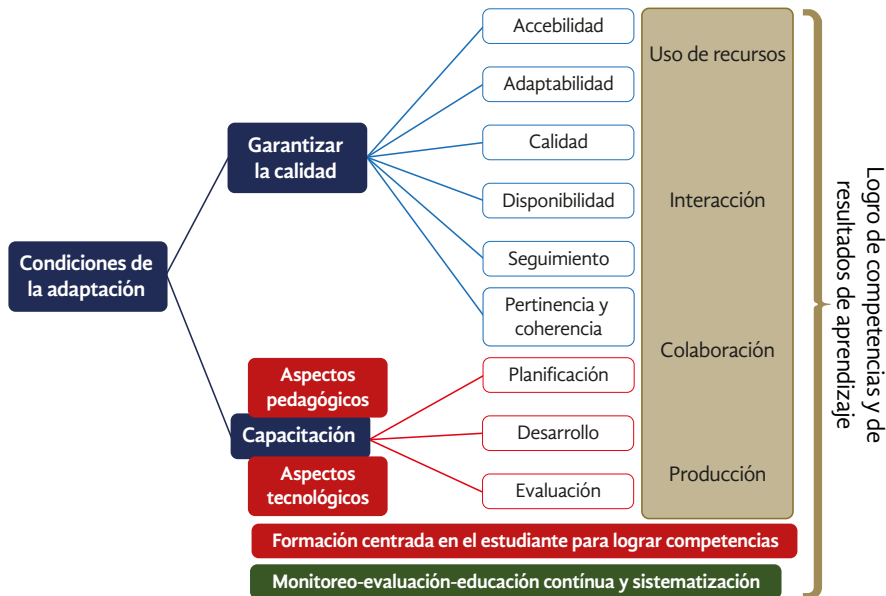 Condiciones de
la adaptación
Garantizar
la calidad
Accebilidad
Adaptabilidad
Calidad
Disponibilidad
Seguimiento
Pertinencia y
coherencia
Aspectos
pedagógicos
Capacitación
Aspectos
tecnológicos
Planificación
Desarrollo
Evaluación
Uso de recursos
Interacción
Colaboración
Producción
Formación centrada en el estudiante para lograr competencias
Monitoreo-evaluación-educación contínua y sistematización
Logro de competencias y de
resultados de aprendizaje